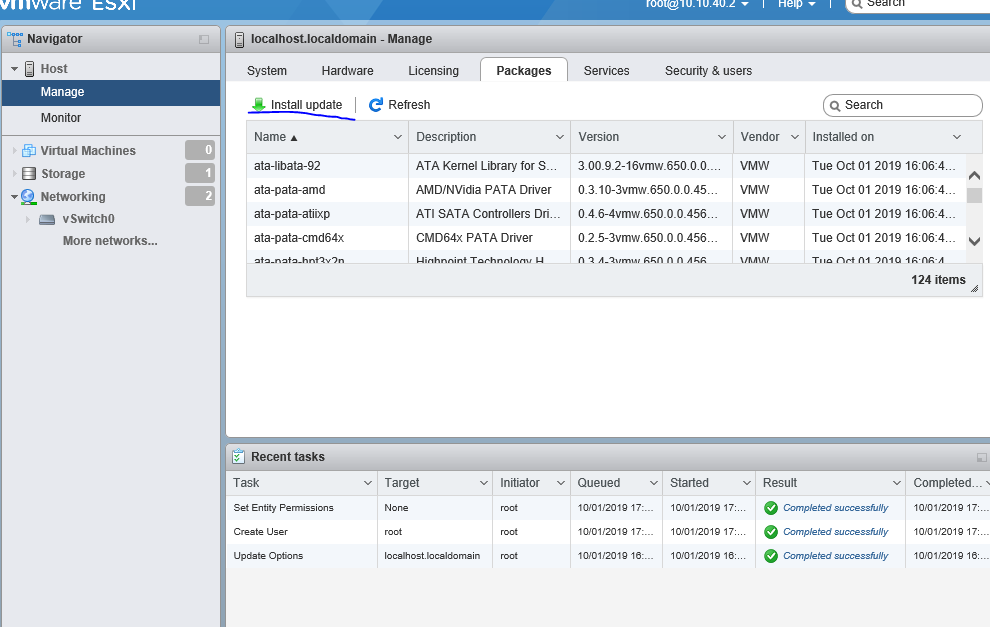 vmware ESXi
root@10.10.40.2
Help
Search
Navigator
Host
Manage
Monitor
Virtual Machines 0
Storage 1
Networking 2
vSwitch0
More networks...
localhost.localdomain - Manage
System Hardware Licensing Packages Services Security & users
Install update Refresh Search
Name Description Version Vendor Installed on
ata-libata-92 ATA Kernel Library for S... 3.00.9.2-16vmw.650.0.0.... VMW Tue Oct 01 2019 16:06:4...
ata-pata-amd AMD/NVidia PATA Driver 0.3.10-3vmw.650.0.0.45... VMW Tue Oct 01 2019 16:06:4...
ata-pata-atiixp ATI SATA Controllers Dri... 0.4.6-4vmw.650.0.0.456... VMW Tue Oct 01 2019 16:06:4...
ata-pata-cmd64x CMD64x PATA Driver 0.2.5-3vmw.650.0.0.456... VMW Tue Oct 01 2019 16:06:4...
ata-pata-hpt3x2n Highpoint Technology H... 0.3.4-3vmw.650.0.0.456... VMW Tue Oct 01 2019 16:06:4...
124 items
Recent tasks
Task Target Initiator Queued Started Result Completed...
Set Entity Permissions None root 10/01/2019 17:... 10/01/2019 17:... Completed successfully 10/01/2019 17:...
Create User root root 10/01/2019 17:... 10/01/2019 17:... Completed successfully 10/01/2019 17:...
Update Options localhost.localdomain root 10/01/2019 16:... 10/01/2019 16:... Completed successfully 10/01/2019 16:...